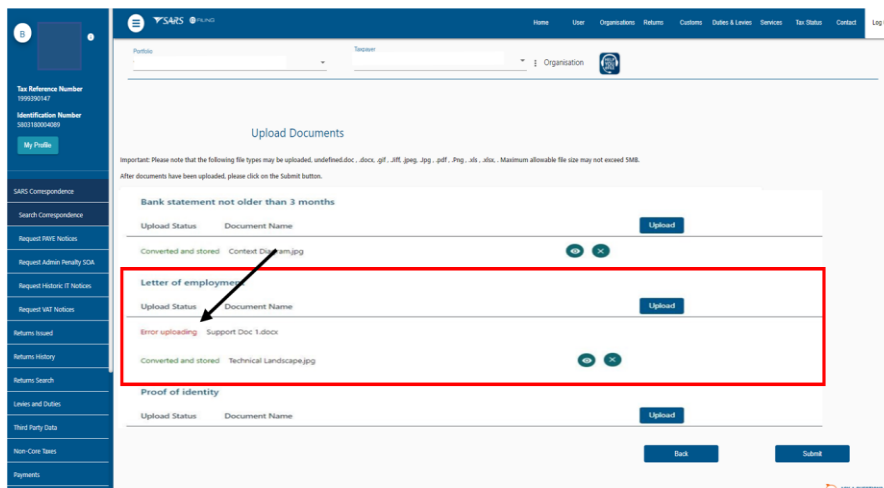 B
SARS eFILING
Home User Organisations Returns Customs Duties & Levies Services Tax Status Contact Log
Portfolio
Taxpayer
Organisation
Tax Reference Number
1999390147
Identification Number
5803180004089
My Profile
SARS Correspondence
Search Correspondence
Request PAYE Notices
Request Admin Penalty SOA
Request Historic IT Notices
Request VAT Notices
Returns Issued
Returns History
Returns Search
Levies and Duties
Third Party Data
Non-Core Taxes
Payments
Upload Documents
Important: Please note that the following file types may be uploaded, undefined.doc , .docx, .gif , .tiff, .jpeg, .jpg , .pdf , .Png , .xls , .xlsx, . Maximum allowable file size may not exceed 5MB.
After documents have been uploaded, please click on the Submit button.
Bank statement not older than 3 months
Upload Status Document Name Upload
Converted and stored Context Diagram.jpg
Letter of employment
Upload Status Document Name Upload
Error uploading Support Doc 1.docx
Converted and stored Technical Landscape.jpg
Proof of identity
Upload Status Document Name Upload
Back Submit